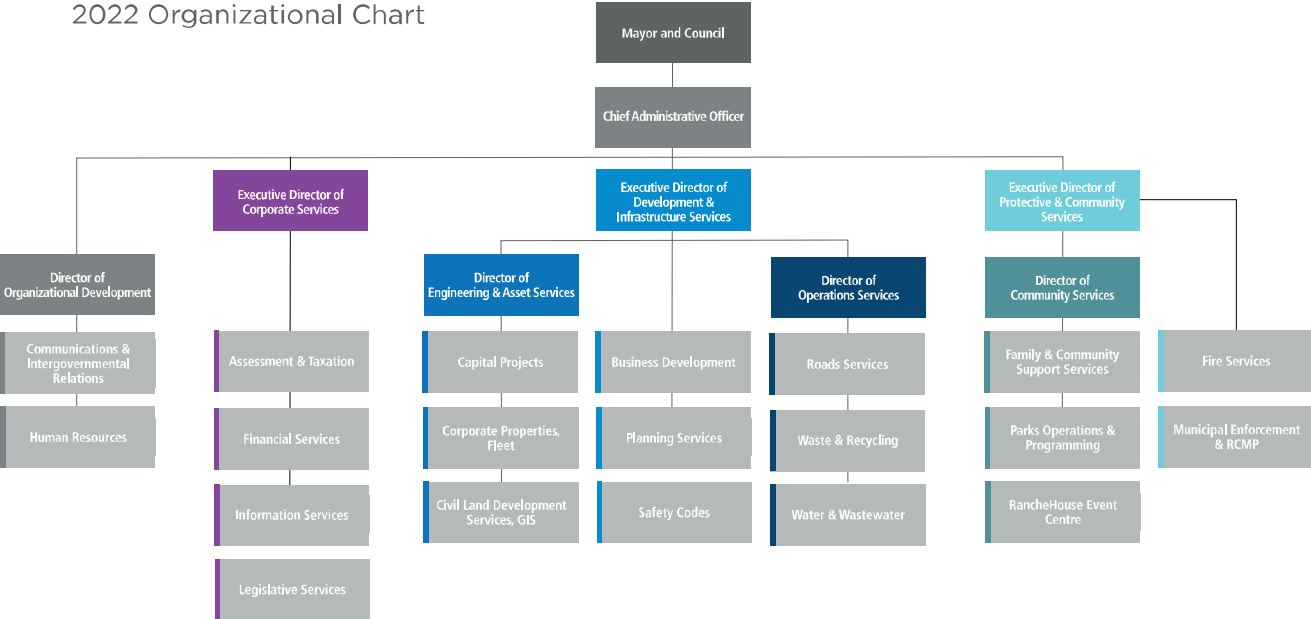 2022 Organizational Chart
Mayor and Council
Chief Administrative Officer
Executive Director of
Corporate Services
Executive Director of
Development &
Infrastructure Services
Executive Director of
Protective & Community
Services
Director of
Organizational Development
Director of
Engineering & Asset Services
Director of
Operations Services
Director of
Community Services
Communications &
Intergovernmental
Relations
Human Resources
Assessment & Taxation
Financial Services
Information Services
Legislative Services
Capital Projects
Corporate Properties,
Fleet
Civil Land Development
Services, GIS
Business Development
Planning Services
Safety Codes
Roads Services
Waste & Recycling
Water & Wastewater
Family & Community
Support Services
Parks Operations &
Programming
RancheHouse Event
Centre
Fire Services
Municipal Enforcement
& RCMP